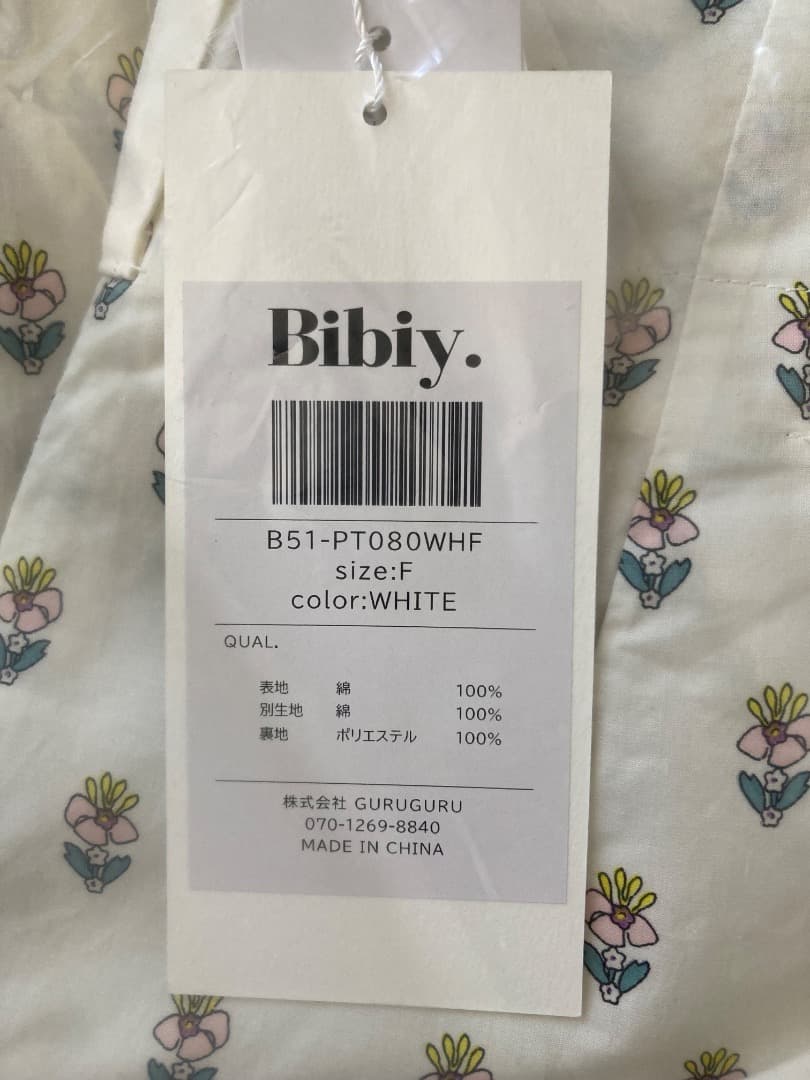 Bibiy.
B51-PT080WHF
size:F
color:WHITE
QUAL.
表地 綿 100%
別生地 綿 100%
裏地 ポリエステル 100%
株式会社 GURUGURU
070-1269-8840
MADE IN CHINA